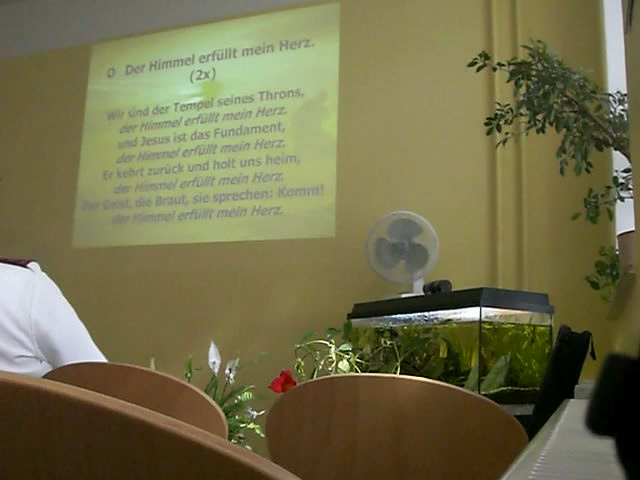 O Der Himmel erfüllt mein Herz.
(2x)
Wir sind der Tempel seines Throns,
der Himmel erfüllt mein Herz.
und Jesus ist das Fundament,
der Himmel erfüllt mein Herz.
Er kehrt zurück und holt uns heim,
der Himmel erfüllt mein Herz.
Der Geist, die Braut, sie sprechen: Komm!
der Himmel erfüllt mein Herz.